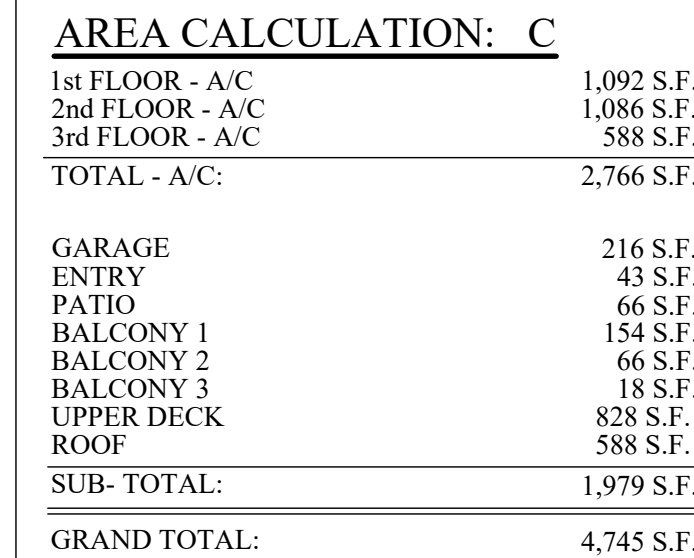 AREA CALCULATION: C
1st FLOOR - A/C 1,092 S.F.
2nd FLOOR - A/C 1,086 S.F.
3rd FLOOR - A/C 588 S.F.
TOTAL - A/C: 2,766 S.F.
GARAGE 216 S.F.
ENTRY 43 S.F.
PATIO 66 S.F.
BALCONY 1 154 S.F.
BALCONY 2 66 S.F.
BALCONY 3 18 S.F.
UPPER DECK 828 S.F.
ROOF 588 S.F.
SUB- TOTAL: 1,979 S.F.
GRAND TOTAL: 4,745 S.F.